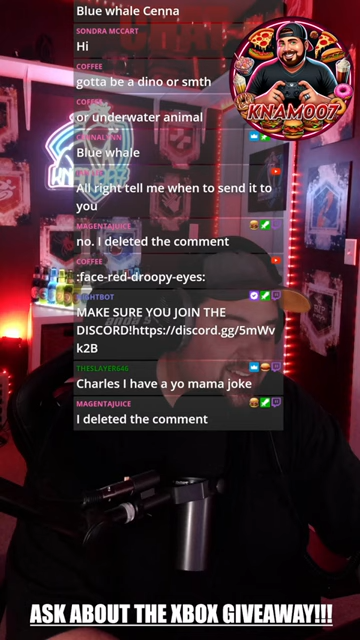 Blue whale Cenna
SONDRA MCCART
Hi
COFFEE
gotta be a dino or smth
or underwater animal
Blue whale
All right tell me when to send it to
you
MAGENTAJUICE
no. I deleted the comment
COFFEE
:face-red-droopy-eyes:
MAKE SURE YOU JOIN THE
DISCORD!https://discord.gg/5mWv
k2B
THESLAYER646
Charles I have a yo mama joke
MAGENTAJUICE
I deleted the comment
KNAM007
ASK ABOUT THE XBOX GIVEAWAY!!!